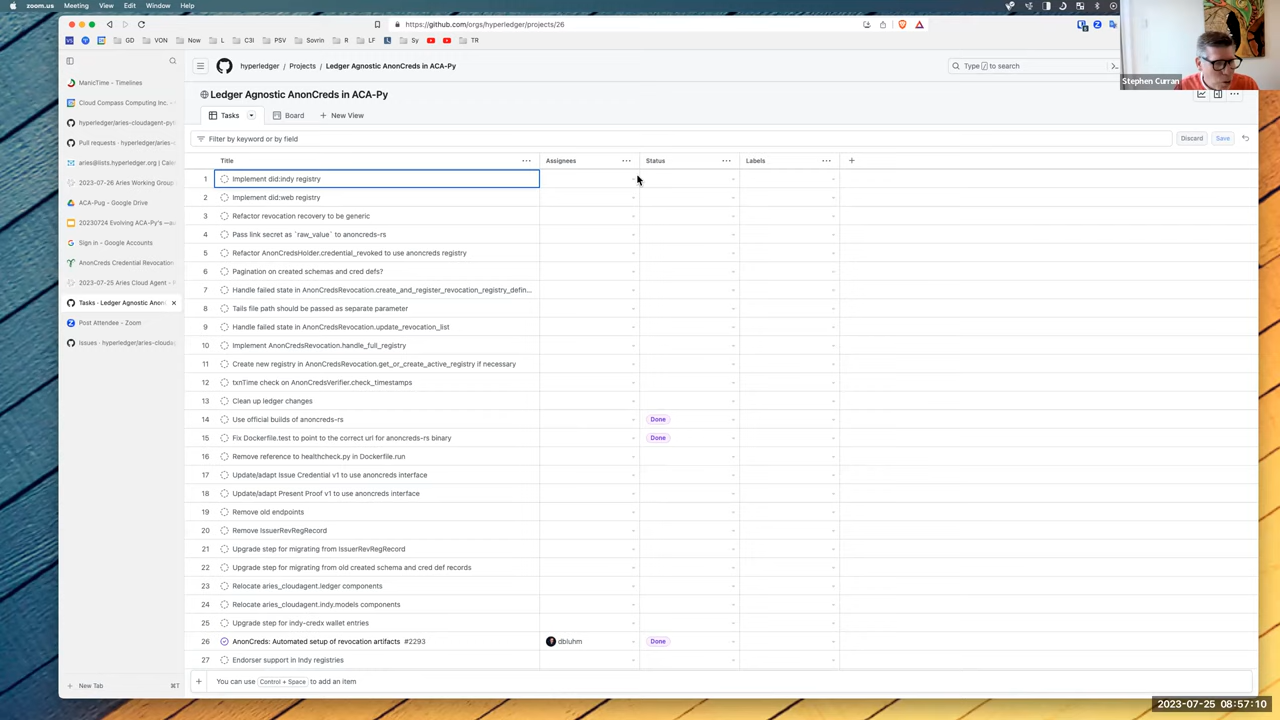 zoom.us Meeting View Edit Window Help
https://github.com/orgs/hyperledger/projects/26
GD VON Now L C3I PSV Sovrin R LF Sy TR
hyperledger / Projects / Ledger Agnostic AnonCreds in ACA-Py
Type / to search
Stephen Curran
ManicTime - Timelines
Cloud Compass Computing Inc.
hyperledger/aries-cloudagent-py
Pull requests · hyperledger/aries-c
aries@lists.hyperledger.org | Cale
2023-07-26 Aries Working Group
ACA-Pug - Google Drive
20230724 Evolving ACA-Py's
Sign in - Google Accounts
AnonCreds Credential Revocation
2023-07-25 Aries Cloud Agent -
Tasks · Ledger Agnostic Anon
Post Attendee - Zoom
Issues · hyperledger/aries-cloudag
New Tab ⌘T
Ledger Agnostic AnonCreds in ACA-Py
Tasks Board + New View
Filter by keyword or by field
Discard Save
Title Assignees Status Labels
1 Implement did:indy registry
2 Implement did:web registry
3 Refactor revocation recovery to be generic
4 Pass link secret as `raw_value` to anoncreds-rs
5 Refactor AnonCredsHolder.credential_revoked to use anoncreds registry
6 Pagination on created schemas and cred defs?
7 Handle failed state in AnonCredsRevocation.create_and_register_revocation_registry_defin...
8 Tails file path should be passed as separate parameter
9 Handle failed state in AnonCredsRevocation.update_revocation_list
10 Implement AnonCredsRevocation.handle_full_registry
11 Create new registry in AnonCredsRevocation.get_or_create_active_registry if necessary
12 txnTime check on AnonCredsVerifier.check_timestamps
13 Clean up ledger changes
14 Use official builds of anoncreds-rs Done
15 Fix Dockerfile.test to point to the correct url for anoncreds-rs binary Done
16 Remove reference to healthcheck.py in Dockerfile.run
17 Update/adapt Issue Credential v1 to use anoncreds interface
18 Update/adapt Present Proof v1 to use anoncreds interface
19 Remove old endpoints
20 Remove IssuerRevRegRecord
21 Upgrade step for migrating from IssuerRevRegRecord
22 Upgrade step for migrating from old created schema and cred def records
23 Relocate aries_cloudagent.ledger components
24 Relocate aries_cloudagent.indy.models components
25 Upgrade step for indy-credx wallet entries
26 AnonCreds: Automated setup of revocation artifacts #2293 dbluhm Done
27 Endorser support in Indy registries
+ You can use Control + Space to add an item
2023-07-25 08:57:10